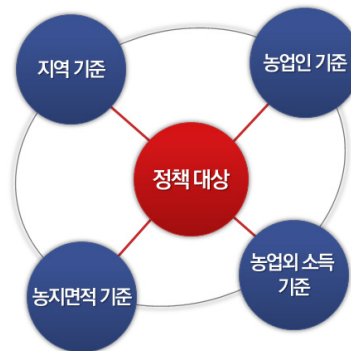 지역 기준
농업인 기준
정책 대상
농지면적 기준
농업외 소득
기준